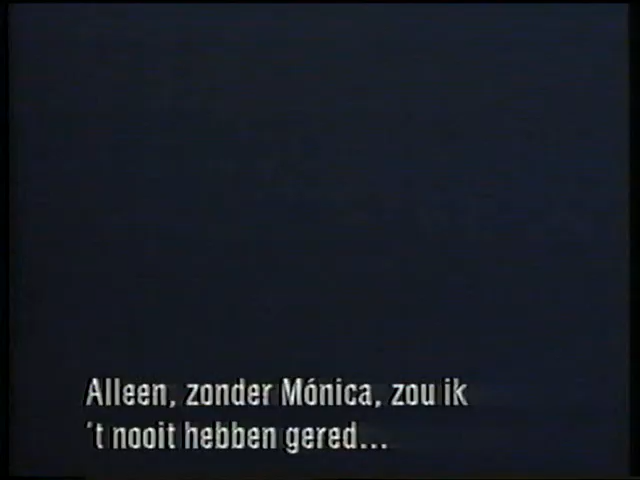 Alleen, zonder Mónica, zou ik
't nooit hebben gered...